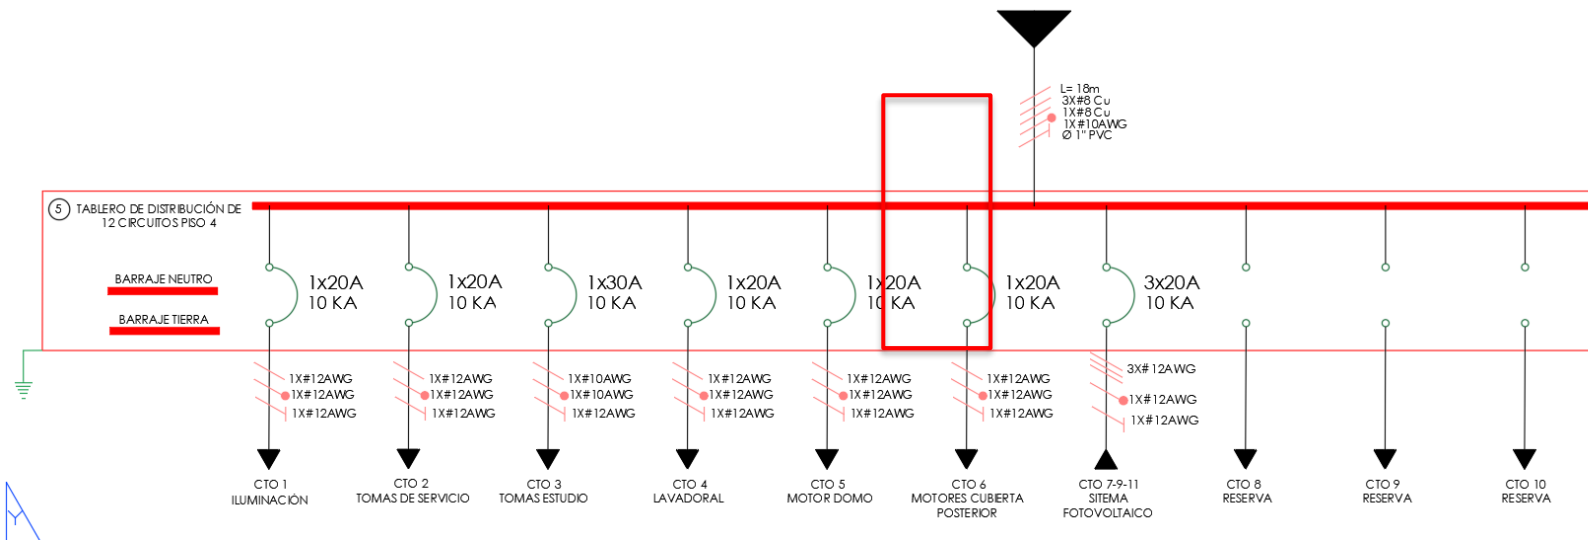 L= 18m
3X#8 Cu
1X#8 Cu
1X#10AWG
Ø 1" PVC
5 TABLERO DE DISTRIBUCIÓN DE
12 CIRCUITOS PISO 4
BARRAJE NEUTRO
BARRAJE TIERRA
1x20A
10 KA
1x20A
10 KA
1x30A
10 KA
1x20A
10 KA
1x20A
10 KA
1x20A
10 KA
3x20A
10 KA
1X#12AWG
1X#12AWG
1X#12AWG
1X#12AWG
1X#12AWG
1X#12AWG
1X#10AWG
1X#10AWG
1X#12AWG
1X#12AWG
1X#12AWG
1X#12AWG
1X#12AWG
1X#12AWG
1X#12AWG
1X#12AWG
1X#12AWG
1X#12AWG
3X#12AWG
1X#12AWG
1X#12AWG
CTO 1
ILUMINACIÓN
CTO 2
TOMAS DE SERVICIO
CTO 3
TOMAS ESTUDIO
CTO 4
LAVADORAL
CTO 5
MOTOR DOMO
CTO 6
MOTORES CUBIERTA
POSTERIOR
CTO 7-9-11
SITEMA
FOTOVOLTAICO
CTO 8
RESERVA
CTO 9
RESERVA
CTO 10
RESERVA
Y